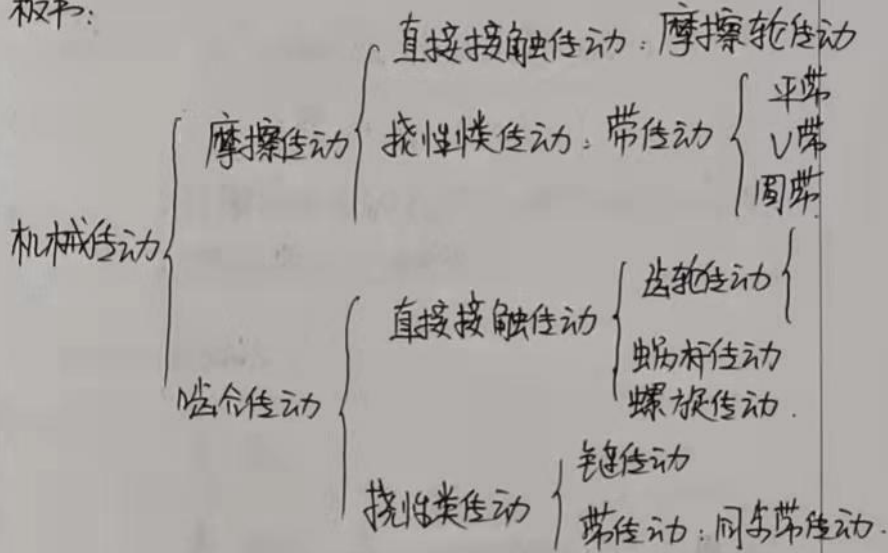 板书:
直接接触传动:摩擦轮传动
平带
摩擦传动
挠性类传动:带传动
V带
圆带
机械传动
齿轮传动
直接接触传动
蜗杆传动
啮合传动
螺旋传动.
链传动
挠性类传动
带传动:同步带传动.